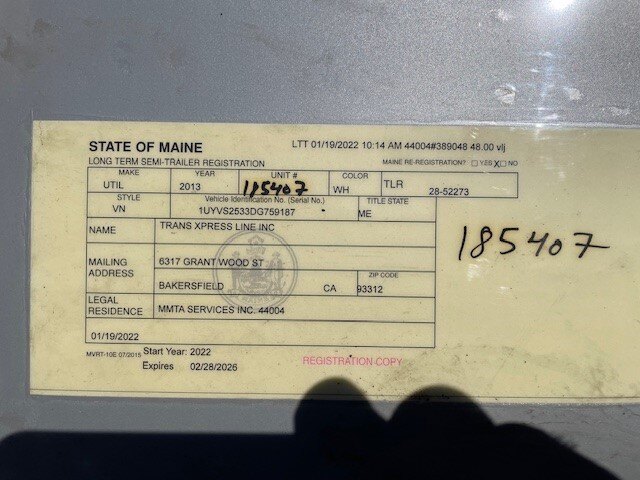 STATE OF MAINE
LTT 01/19/2022 10:14 AM 44004#389048 48.00 vlj
LONG TERM SEMI-TRAILER REGISTRATION
MAINE RE-REGISTRATION? YES X NO
MAKE YEAR UNIT # COLOR TLR
UTIL 2013 185407 WH 28-52273
STYLE Vehicle Identification No. (Serial No.) TITLE STATE
VN 1UYVS2533DG759187 ME
NAME TRANS XPRESS LINE INC
185407
MAILING ADDRESS 6317 GRANT WOOD ST
ZIP CODE
BAKERSFIELD CA 93312
LEGAL RESIDENCE MMTA SERVICES INC. 44004
01/19/2022
MVRT-10E 07/2015 Start Year: 2022
Expires 02/28/2026
REGISTRATION COPY